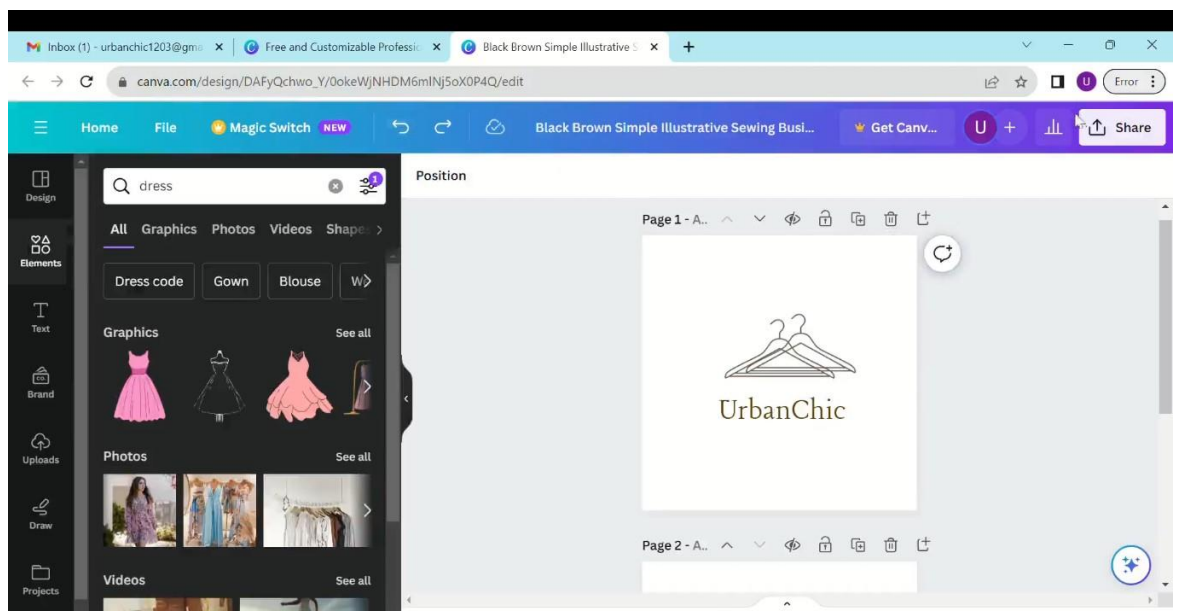 Inbox (1) - urbanchic1203@gma
Free and Customizable Professio
Black Brown Simple Illustrative S
canva.com/design/DAFyQchwo_Y/0okeWjNHDM6mlNj5oX0P4Q/edit
U
Error
Home
File
Magic Switch NEW
Black Brown Simple Illustrative Sewing Busi...
Get Canv...
U
Share
Design
Elements
Text
Brand
Uploads
Draw
Projects
dress
1
All Graphics Photos Videos Shape
Dress code Gown Blouse W
Graphics See all
Photos See all
Videos See all
Position
Page 1 - A..
UrbanChic
Page 2 - A..